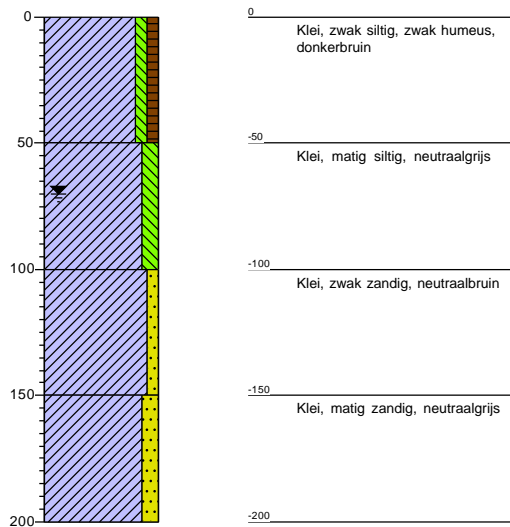 0
50
100
150
200
0
Klei, zwak siltig, zwak humeus,
donkerbruin
-50
Klei, matig siltig, neutraalgrijs
-100
Klei, zwak zandig, neutraalbruin
-150
Klei, matig zandig, neutraalgrijs
-200